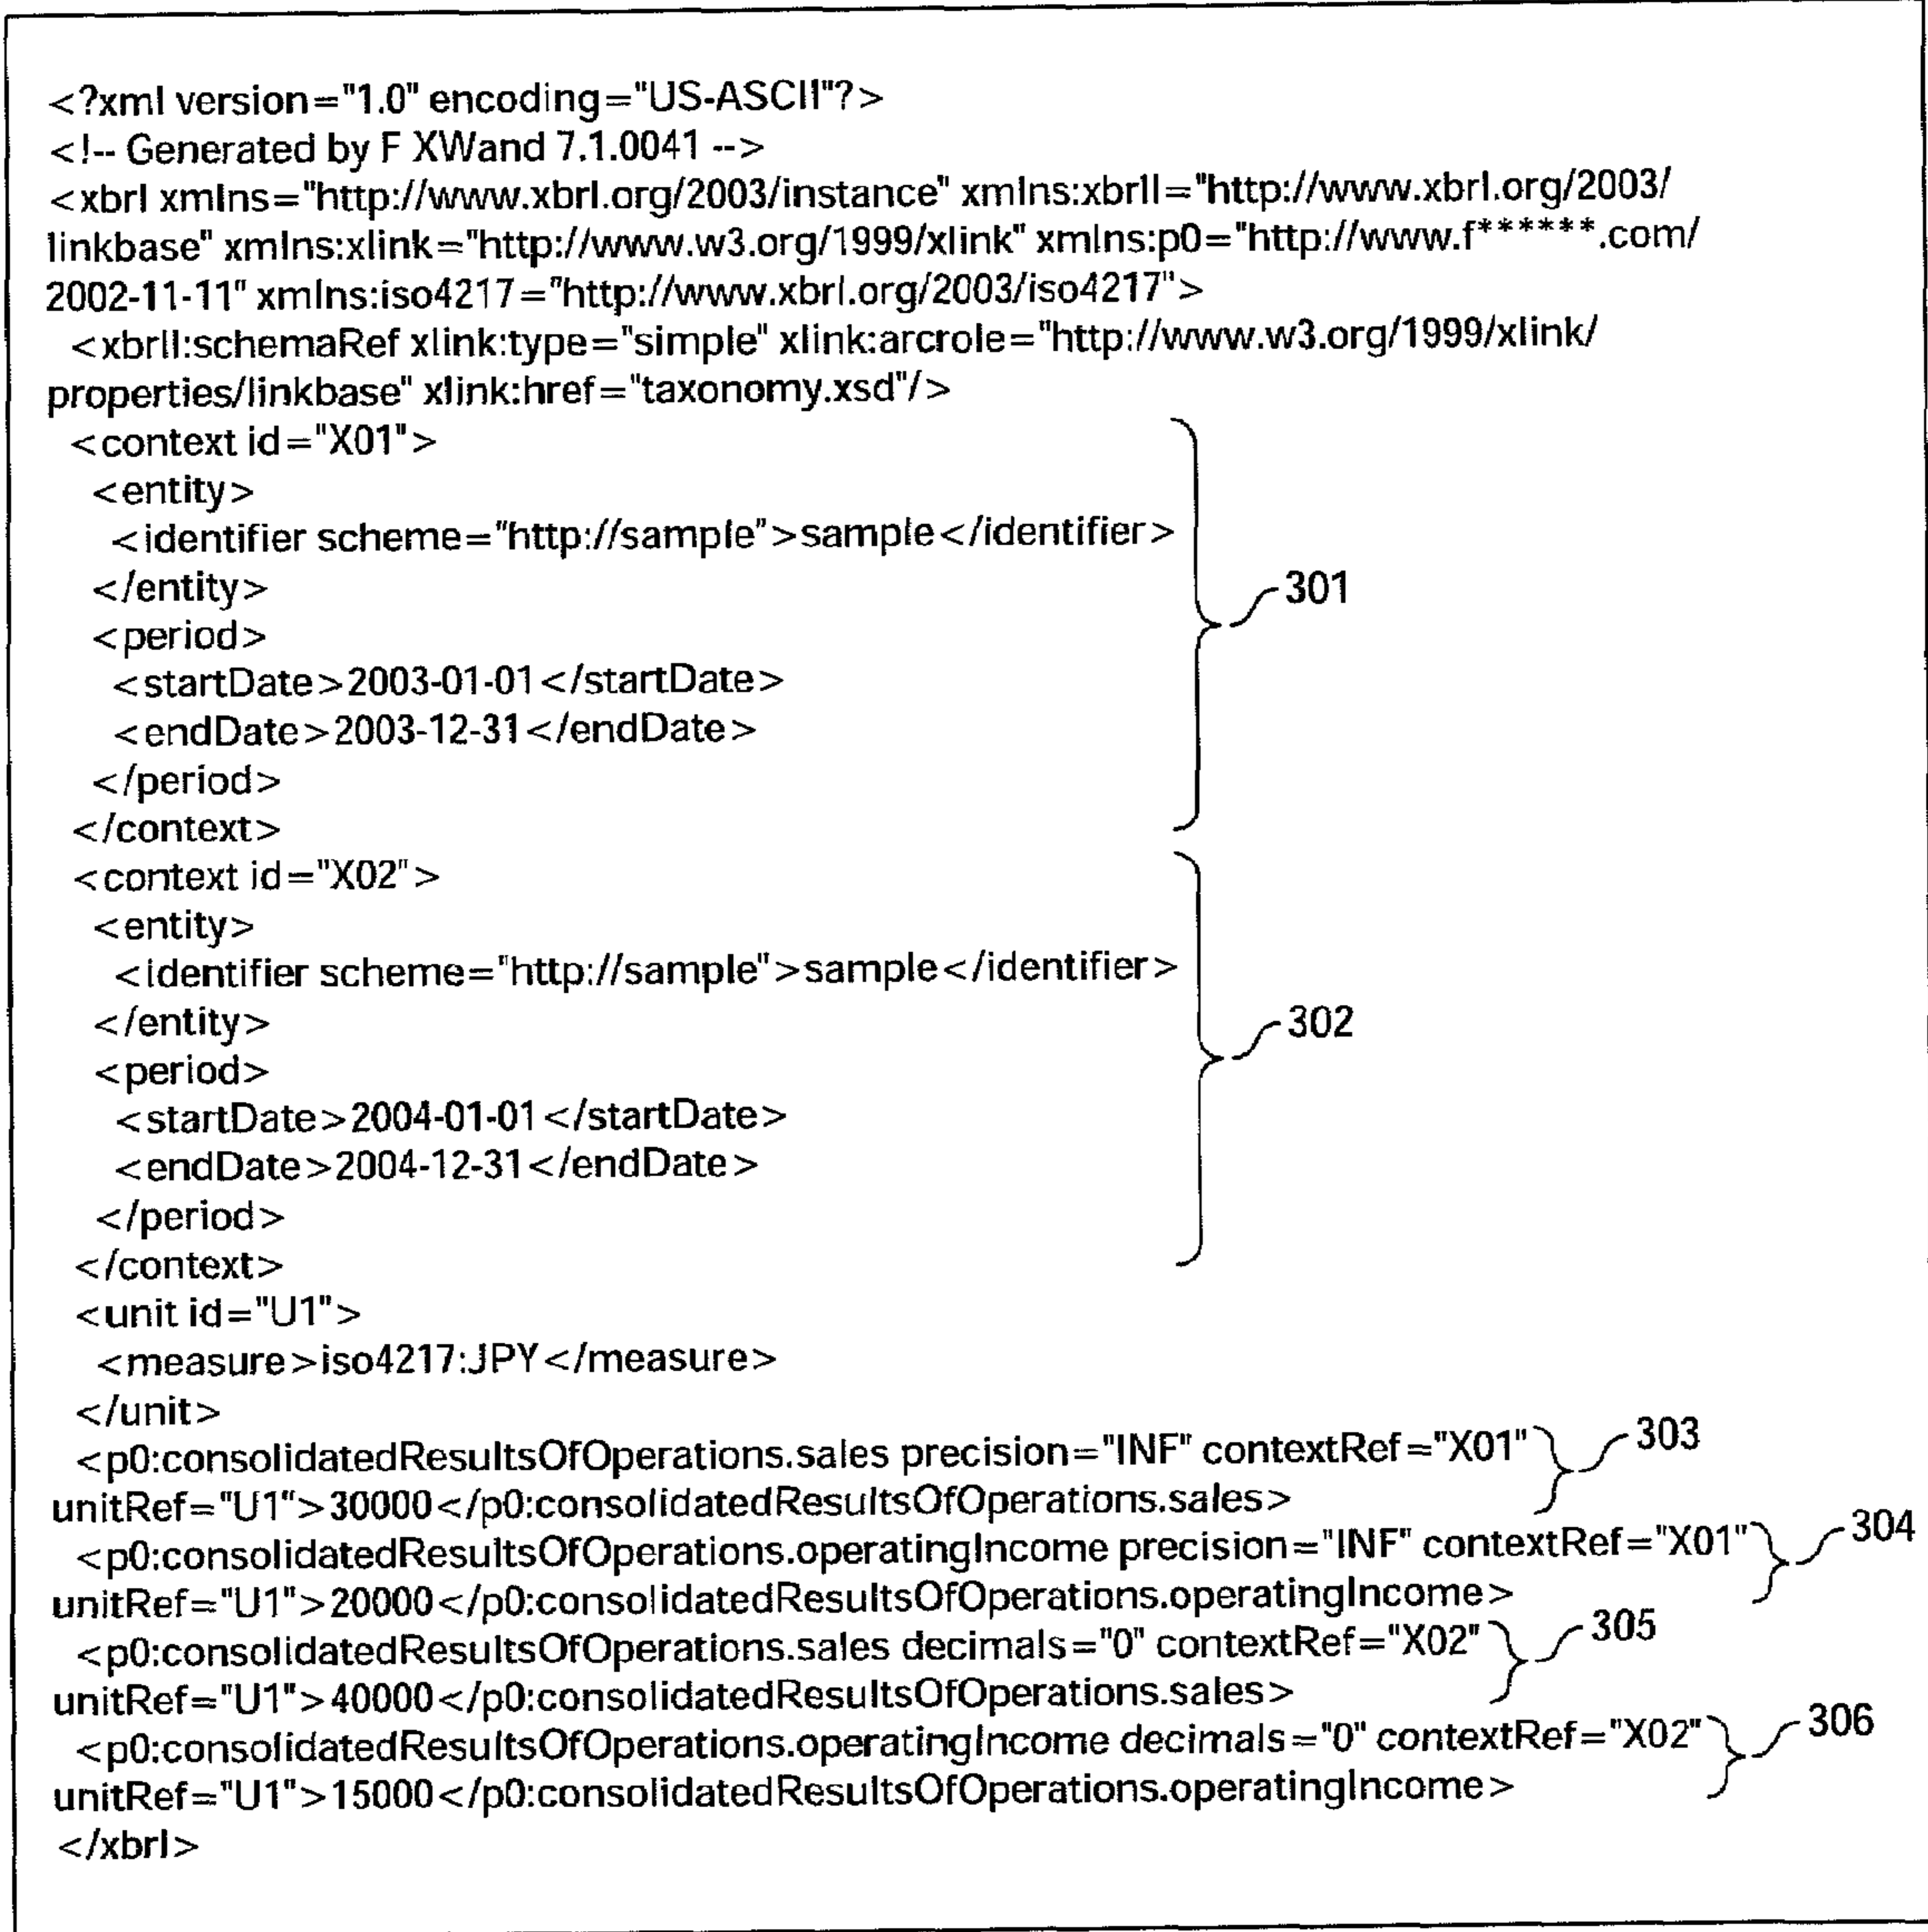 <?xml version="1.0" encoding="US-ASCII"?>
<!-- Generated by F XWand 7.1.0041 -->
<xbrl xmlns="http://www.xbrl.org/2003/instance" xmlns:xbrll="http://www.xbrl.org/2003/
linkbase" xmlns:xlink="http://www.w3.org/1999/xlink" xmlns:p0="http://www.f******.com/
2002-11-11" xmlns:iso4217="http://www.xbrl.org/2003/iso4217">
<xbrll:schemaRef xlink:type="simple" xlink:arcrole="http://www.w3.org/1999/xlink/
properties/linkbase" xlink:href="taxonomy.xsd"/>
<context id="X01">
<entity>
<identifier scheme="http://sample">sample</identifier>
</entity>
301
<period>
<startDate>2003-01-01</startDate>
<endDate>2003-12-31</endDate>
</period>
</context>
<context id="X02">
<entity>
<identifier scheme="http://sample">sample</identifier>
</entity>
302
<period>
<startDate>2004-01-01</startDate>
<endDate>2004-12-31</endDate>
</period>
</context>
<unit id="U1">
<measure>iso4217:JPY</measure>
</unit>
<p0:consolidatedResultsOfOperations.sales precision="INF" contextRef="X01"
303
unitRef="U1">30000</p0:consolidatedResultsOfOperations.sales>
<p0:consolidatedResultsOfOperations.operatingIncome precision="INF" contextRef="X01"
304
unitRef="U1">20000</p0:consolidatedResultsOfOperations.operatingIncome>
<p0:consolidatedResultsOfOperations.sales decimals="0" contextRef="X02"
305
unitRef="U1">40000</p0:consolidatedResultsOfOperations.sales>
<p0:consolidatedResultsOfOperations.operatingIncome decimals="0" contextRef="X02"
306
unitRef="U1">15000</p0:consolidatedResultsOfOperations.operatingIncome>
</xbrl>